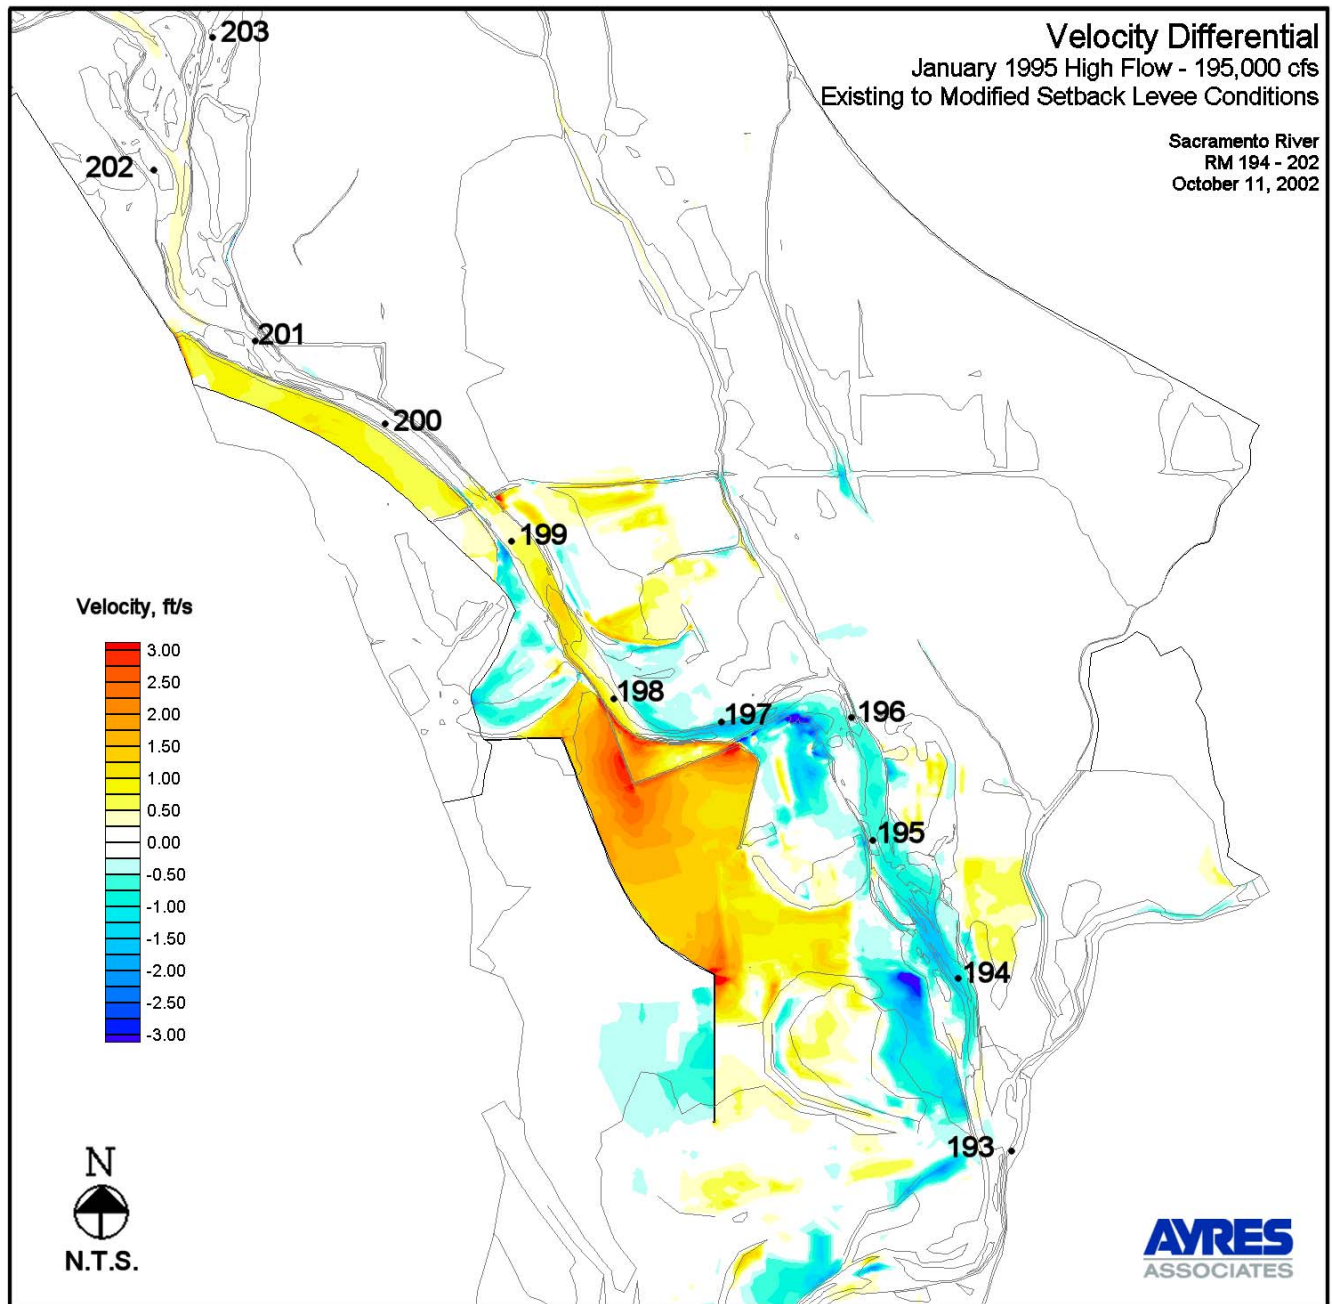 Velocity Differential
January 1995 High Flow - 195,000 cfs
Existing to Modified Setback Levee Conditions
Sacramento River
RM 194 - 202
October 11, 2002
203
202
201
200
199
198
197
196
195
194
193
Velocity, ft/s
3.00
2.50
2.00
1.50
1.00
0.50
0.00
-0.50
-1.00
-1.50
-2.00
-2.50
-3.00
N
N.T.S.
AYRES
ASSOCIATES